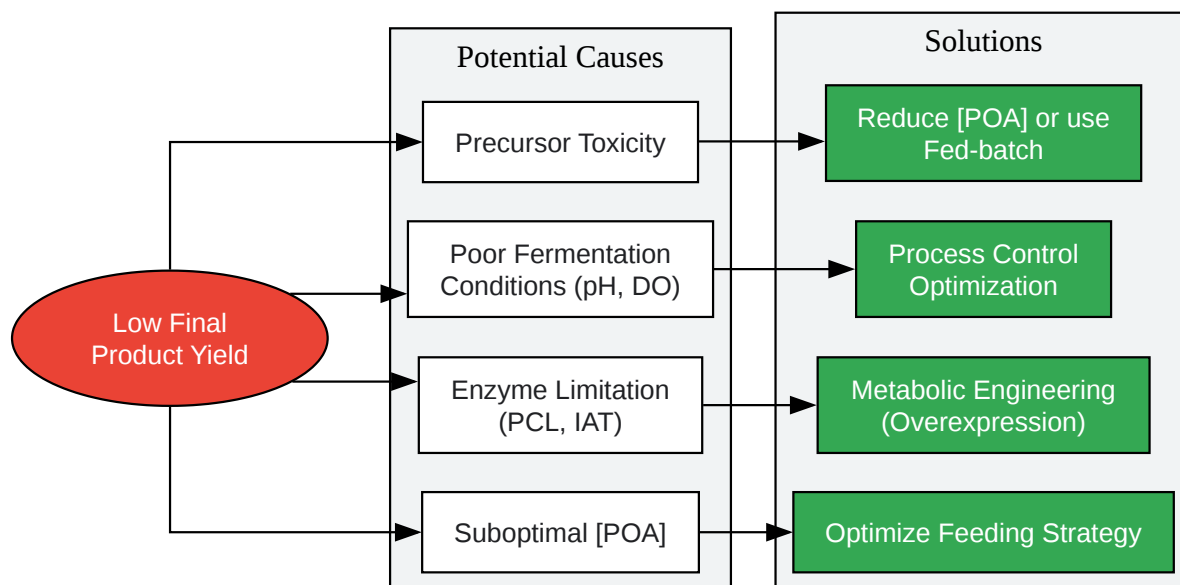 Potential Causes
Solutions
Precursor Toxicity
Reduce [POA] or use
Fed-batch
Poor Fermentation
Conditions (pH, DO)
Process Control
Optimization
Low Final
Product Yield
Enzyme Limitation
(PCL, IAT)
Metabolic Engineering
(Overexpression)
Suboptimal [POA]
Optimize Feeding Strategy